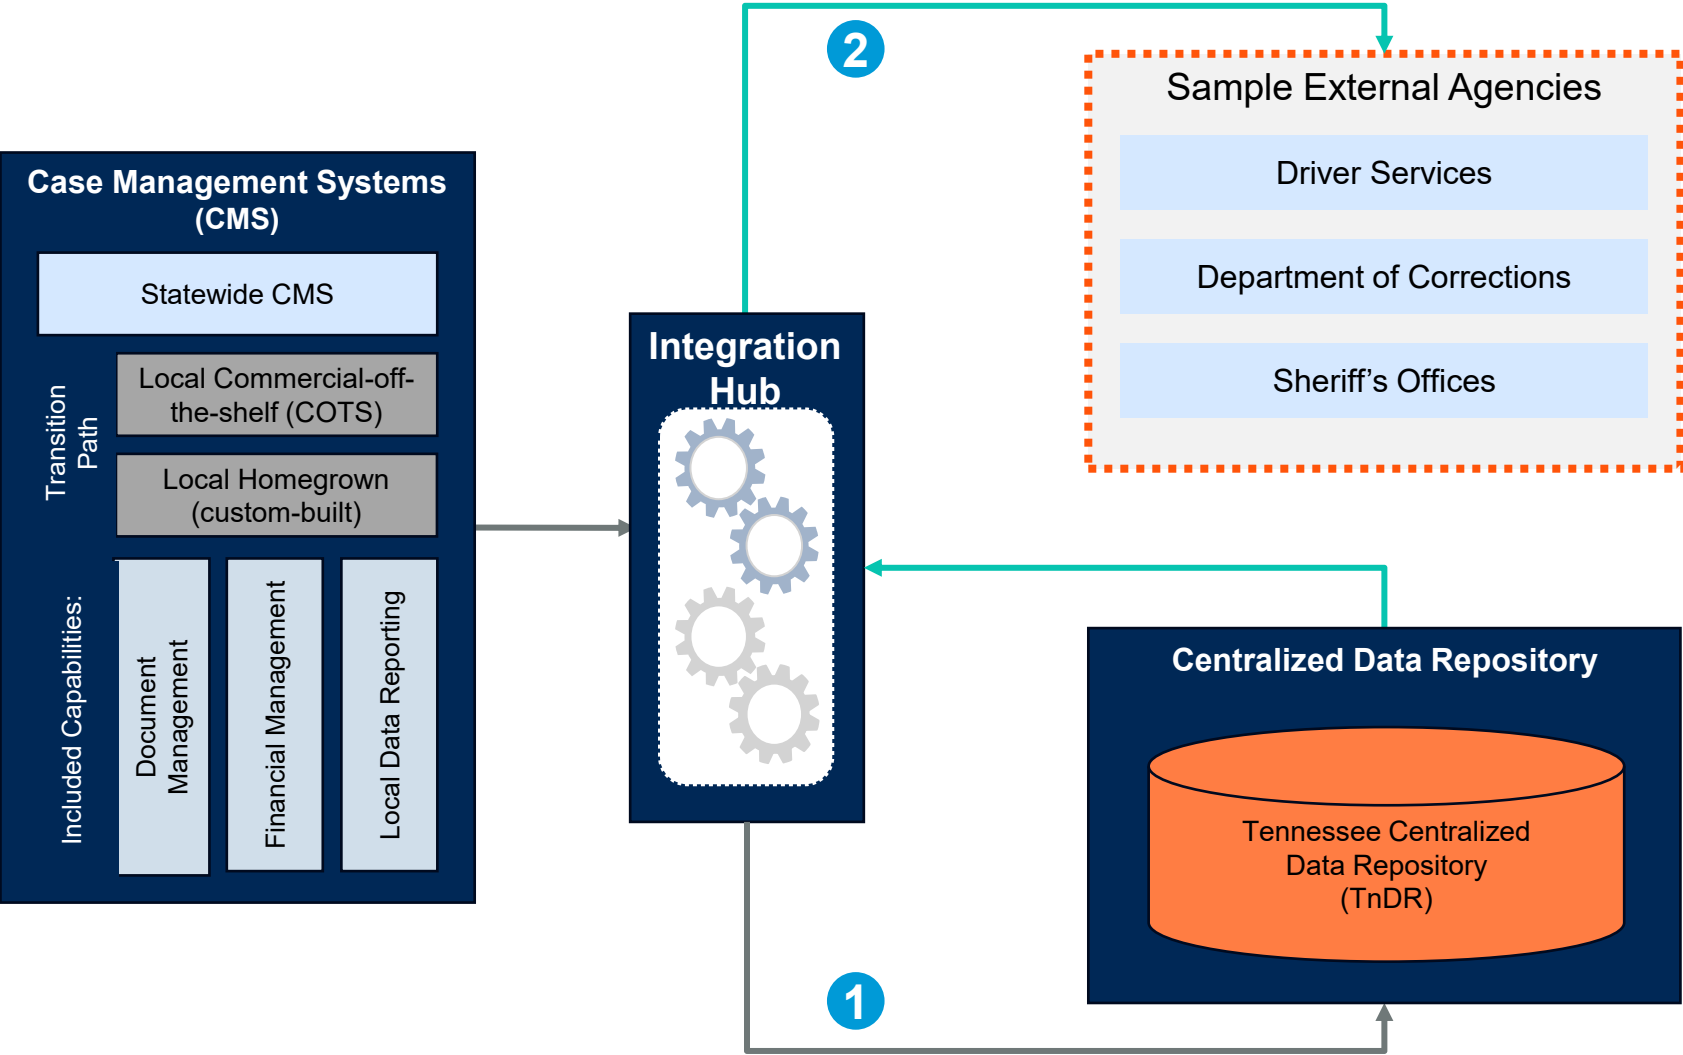 2
Sample External Agencies
Driver Services
Department of Corrections
Sheriff’s Offices
Case Management Systems
(CMS)
Statewide CMS
Transition
Path
Local Commercial-off-
the-shelf (COTS)
Local Homegrown
(custom-built)
Included Capabilities:
Document
Management
Financial Management
Local Data Reporting
Integration
Hub
Centralized Data Repository
Tennessee Centralized
Data Repository
(TnDR)
1